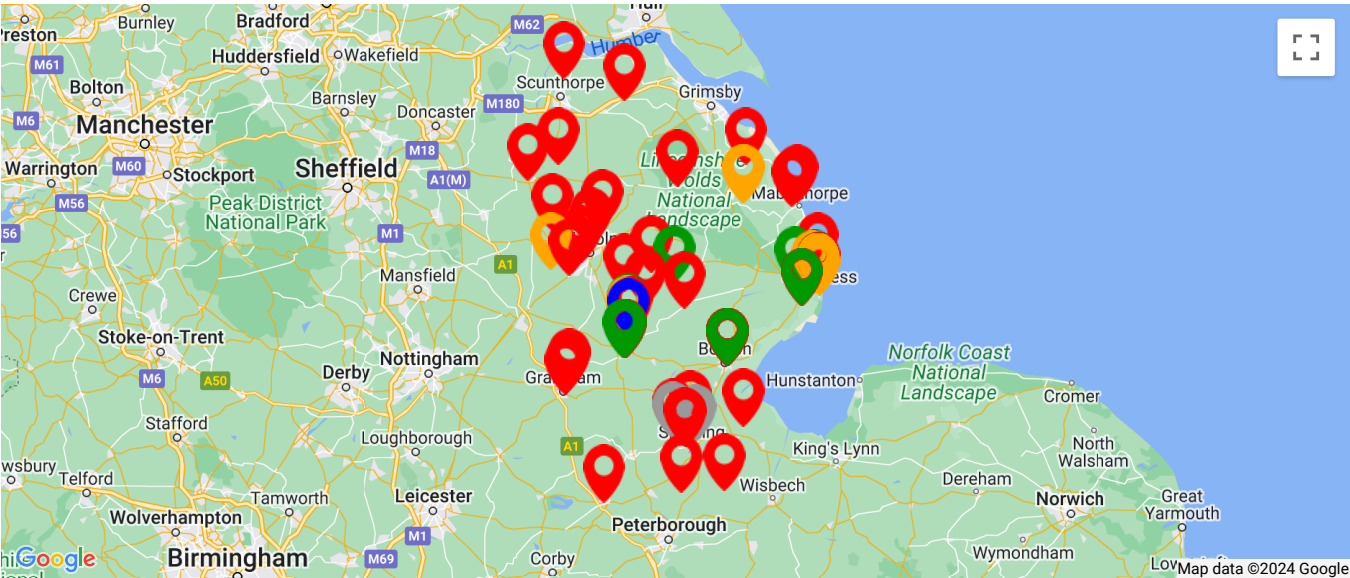 Burnley
Bradford
Hull
Preston
M62
Humber
Huddersfield
Wakefield
M61
Bolton
Scunthorpe
Grimsby
Barnsley
Doncaster
M180
M6
Manchester
M18
Warrington
M60
Stockport
Sheffield
A1(M)
Lincolnshire
Wolds
National
Landscape
M56
Peak District
National Park
56
M1
A1
Mansfield
ess
Crewe
Stoke-on-Trent
Nottingham
Norfolk Coast
National
Landscape
M6
A50
Derby
Hunstanton
Cromer
Stafford
Loughborough
A1
King's Lynn
North
Walsham
wsbury
Telford
Tamworth
Leicester
Wisbech
Dereham
Norwich
Great
Yarmouth
Wolverhampton
Peterborough
M1
Birmingham
M69
Corby
Wymondham
Google
Map data ©2024 Google